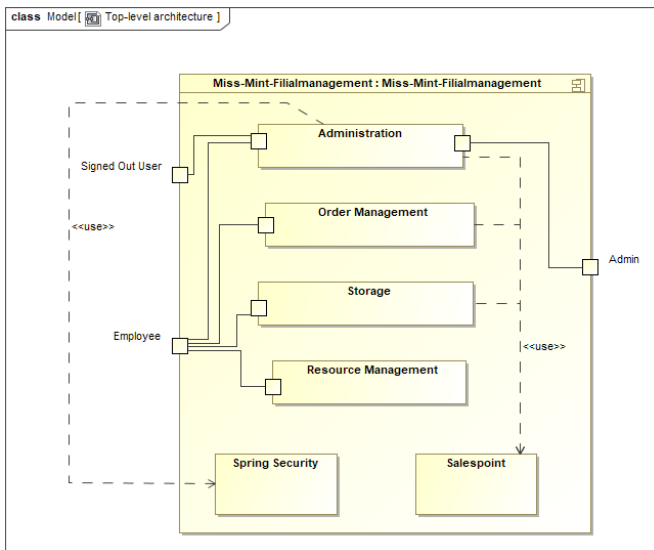 class Model[ Top-level architecture ]
Miss-Mint-Filialmanagement : Miss-Mint-Filialmanagement
Administration
Signed Out User
Order Management
<<use>>
Admin
Storage
Employee
<<use>>
Resource Management
Spring Security
Salespoint